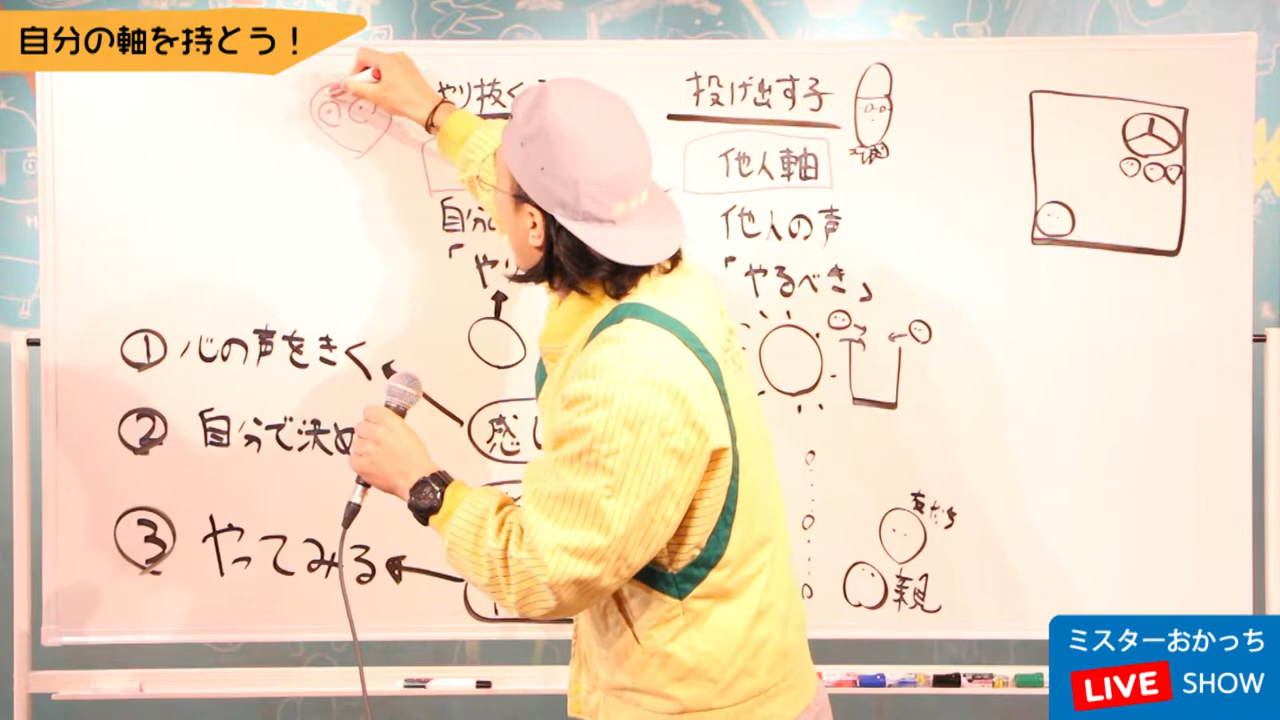 自分の軸を持とう！
やり抜く
投げ出す子
他人軸
自分
他人の声
「や
「やるべき」
① 心の声をきく
② 自分で決め
感じ
③ やってみる
友だち
親
ミスターおかっち
LIVE SHOW